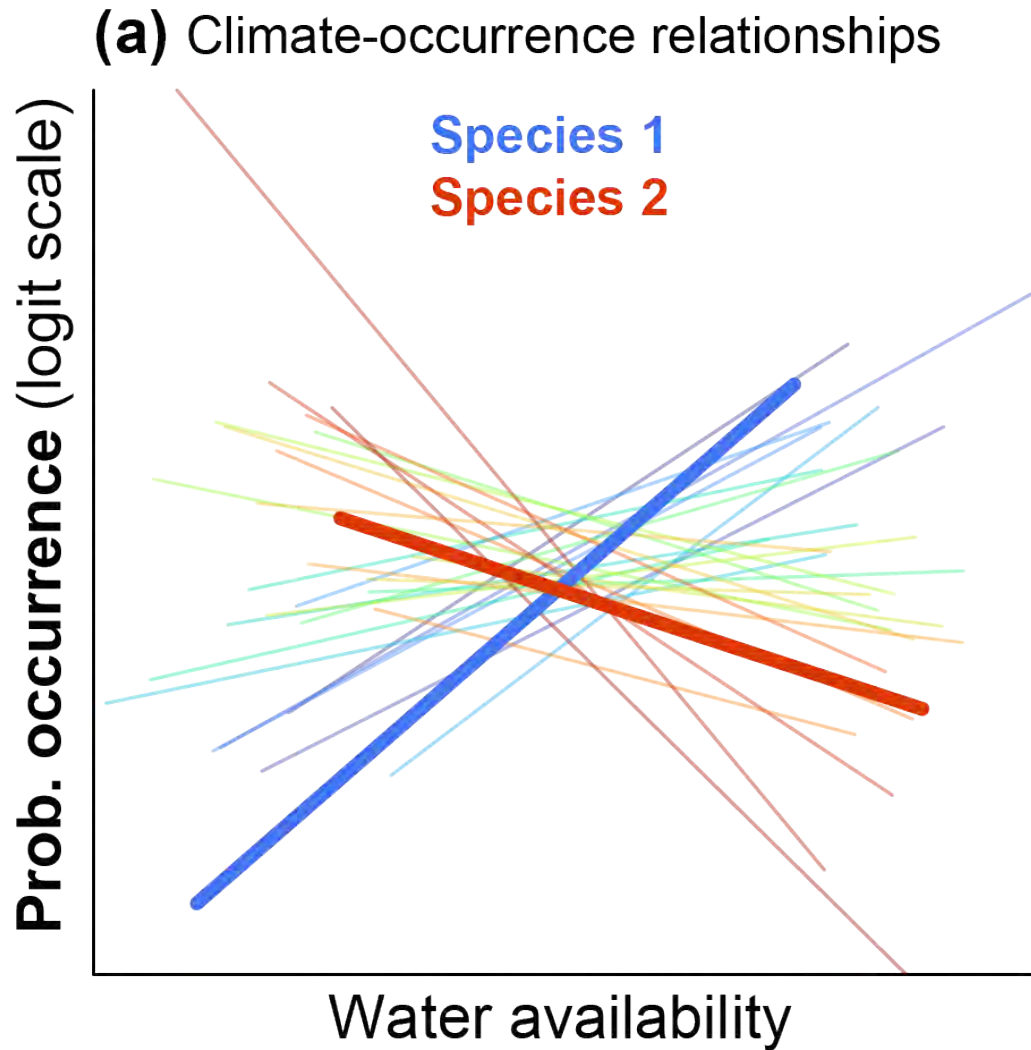 (a) Climate-occurrence relationships
Species 1
Species 2
Prob. occurrence (logit scale)
Water availability